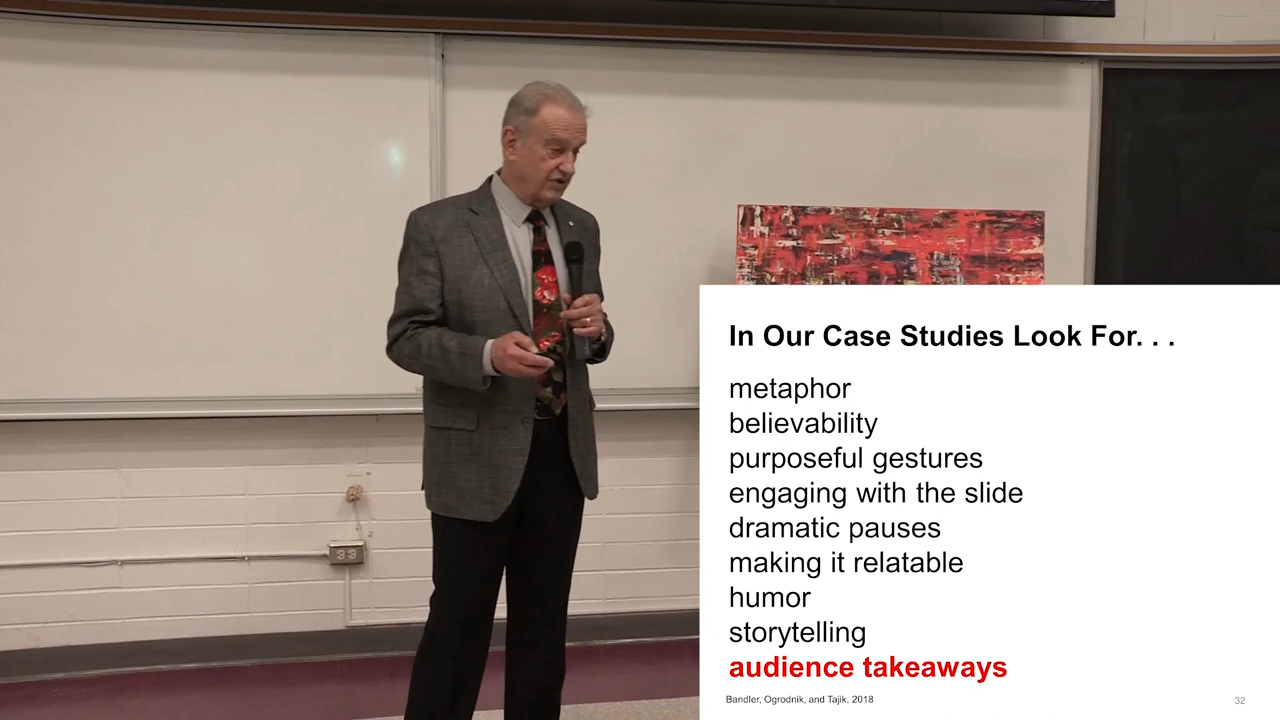 In Our Case Studies Look For. . .
metaphor
believability
purposeful gestures
engaging with the slide
dramatic pauses
making it relatable
humor
storytelling
audience takeaways
Bandler, Ogrodnik, and Tajik, 2018
32